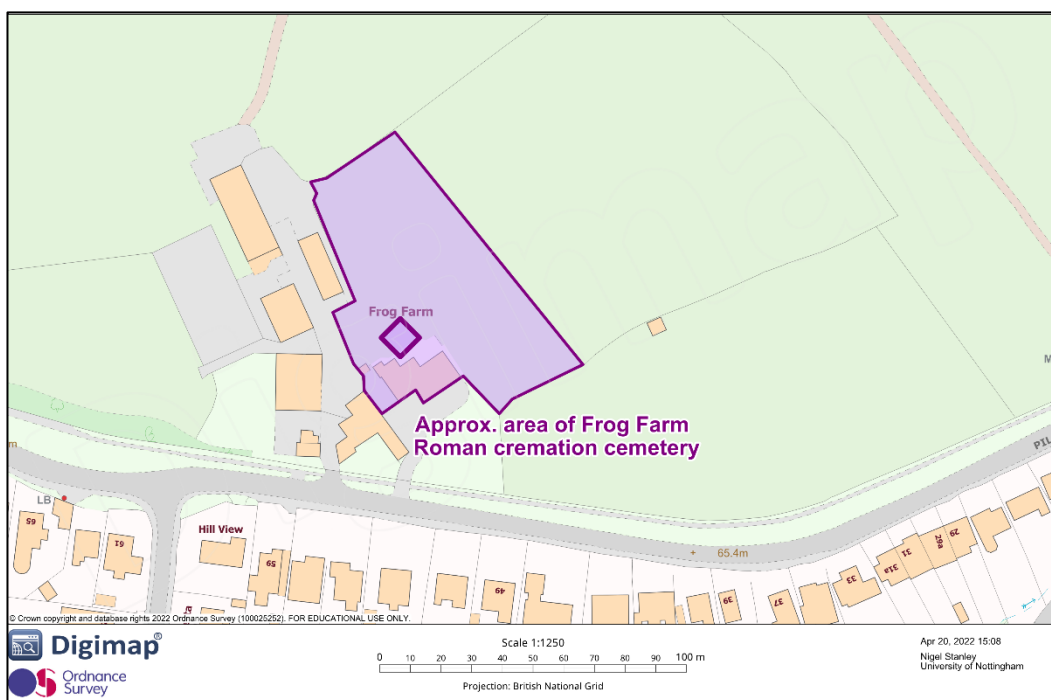 Frog Farm
Approx. area of Frog Farm
Roman cremation cemetery
M
m
PIL
LB
65
61
Hill View
59
49
39
37
33
31a
31
29a
29
65.4m
© Crown copyright and database rights 2022 Ordnance Survey (100025252). FOR EDUCATIONAL USE ONLY.
Digimap®
Ordnance
Survey
Scale 1:1250
0 10 20 30 40 50 60 70 80 90 100 m
Projection: British National Grid
Apr 20, 2022 15:08
Nigel Stanley
University of Nottingham